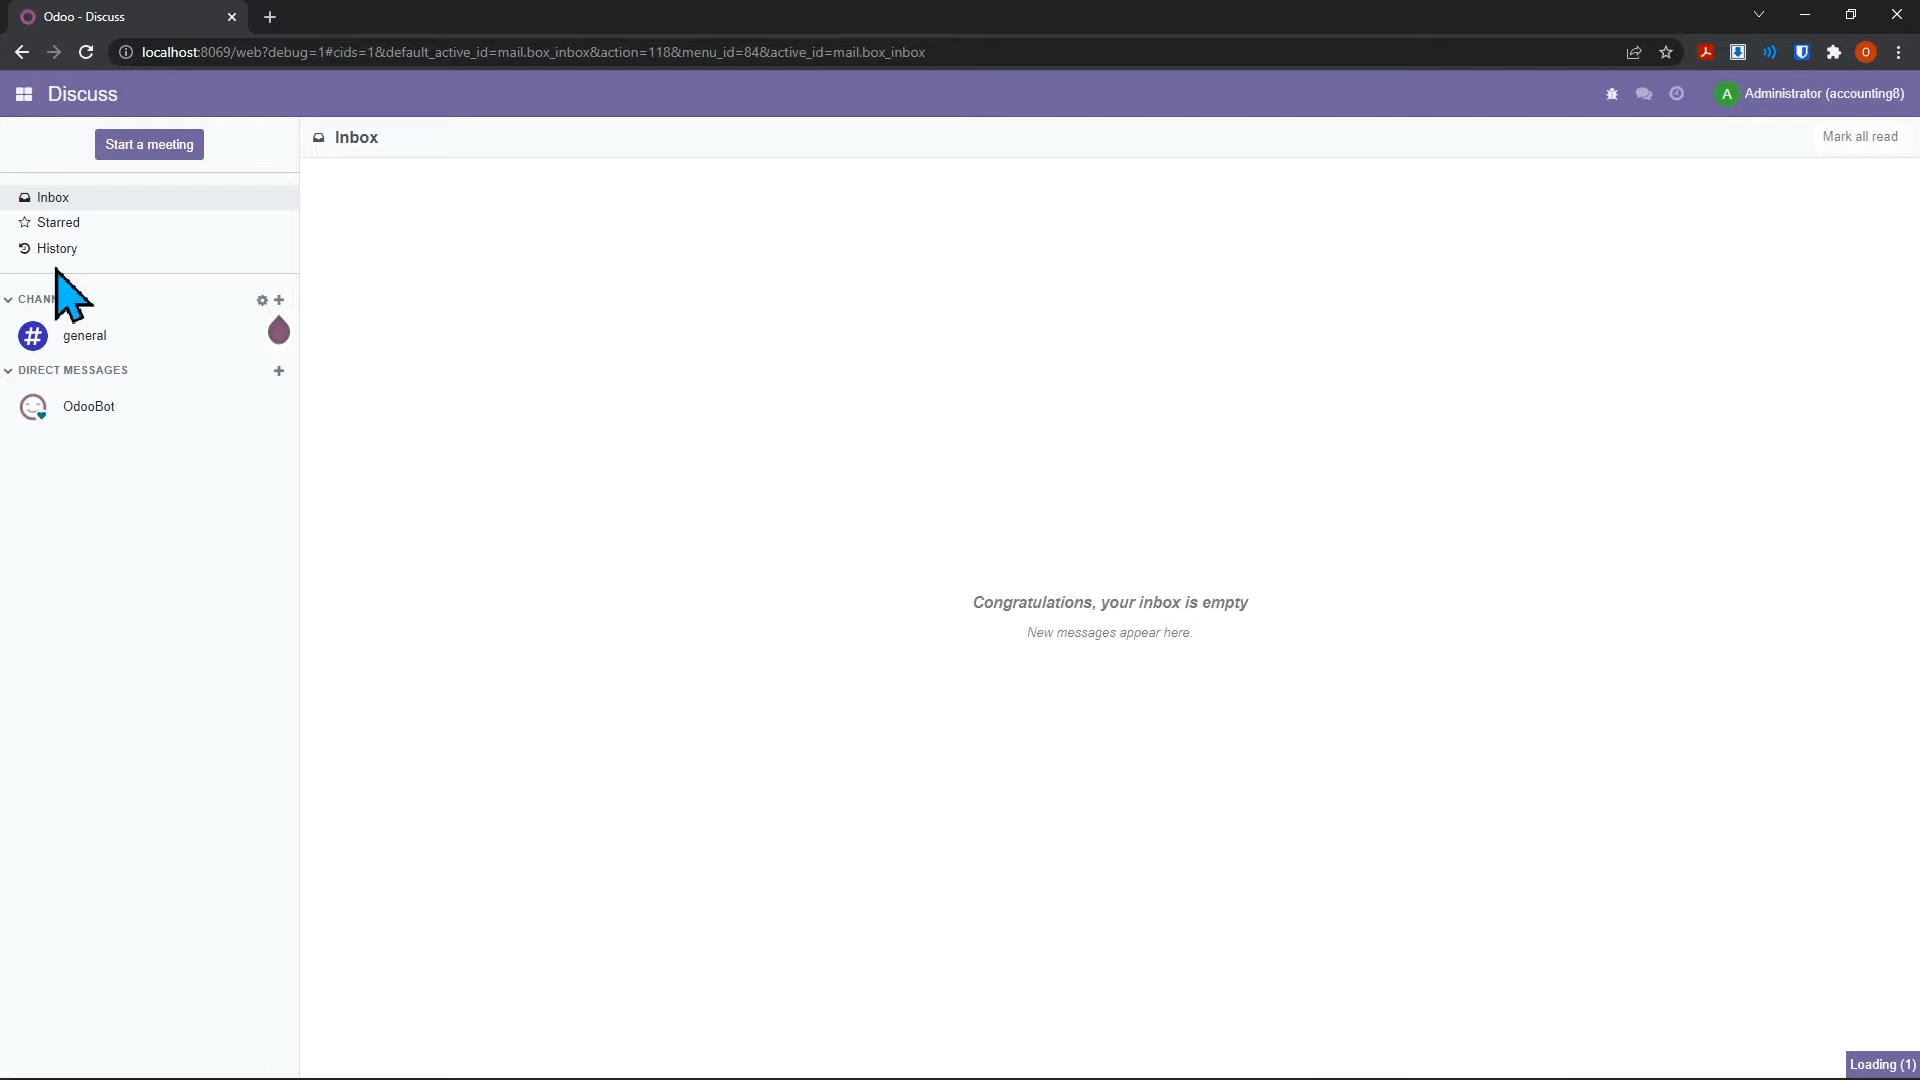 Odoo - Discuss
localhost:8069/web?debug=1#cids=1&default_active_id=mail.box_inbox&action=118&menu_id=84&active_id=mail.box_inbox
O
Discuss
A Administrator (accounting8)
Start a meeting
Inbox
Mark all read
Inbox
Starred
History
# general
DIRECT MESSAGES
OdooBot
Congratulations, your inbox is empty
New messages appear here.
Loading (1)